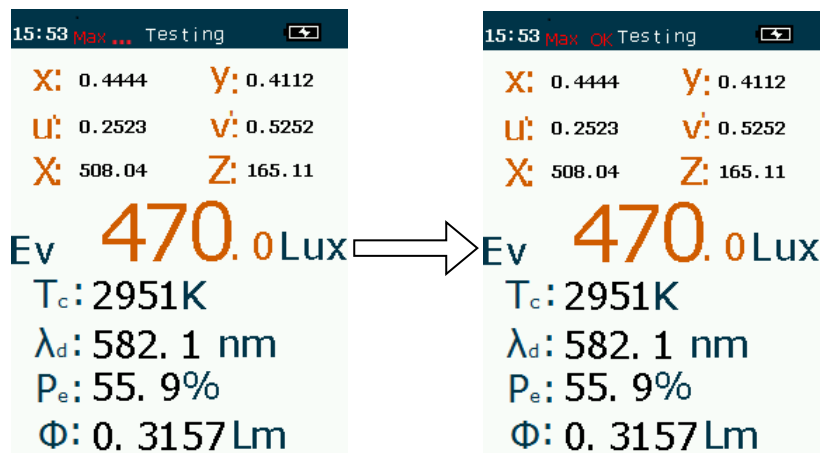 15:53 Max ... Testing
x: 0.4444 y: 0.4112
u': 0.2523 v': 0.5252
X: 508.04 Z: 165.11
Ev 470.0 Lux
Tc: 2951K
λd: 582.1 nm
Pe: 55.9%
Φ: 0.3157 Lm
15:53 Max OK Testing
x: 0.4444 y: 0.4112
u': 0.2523 v': 0.5252
X: 508.04 Z: 165.11
Ev 470.0 Lux
Tc: 2951K
λd: 582.1 nm
Pe: 55.9%
Φ: 0.3157 Lm